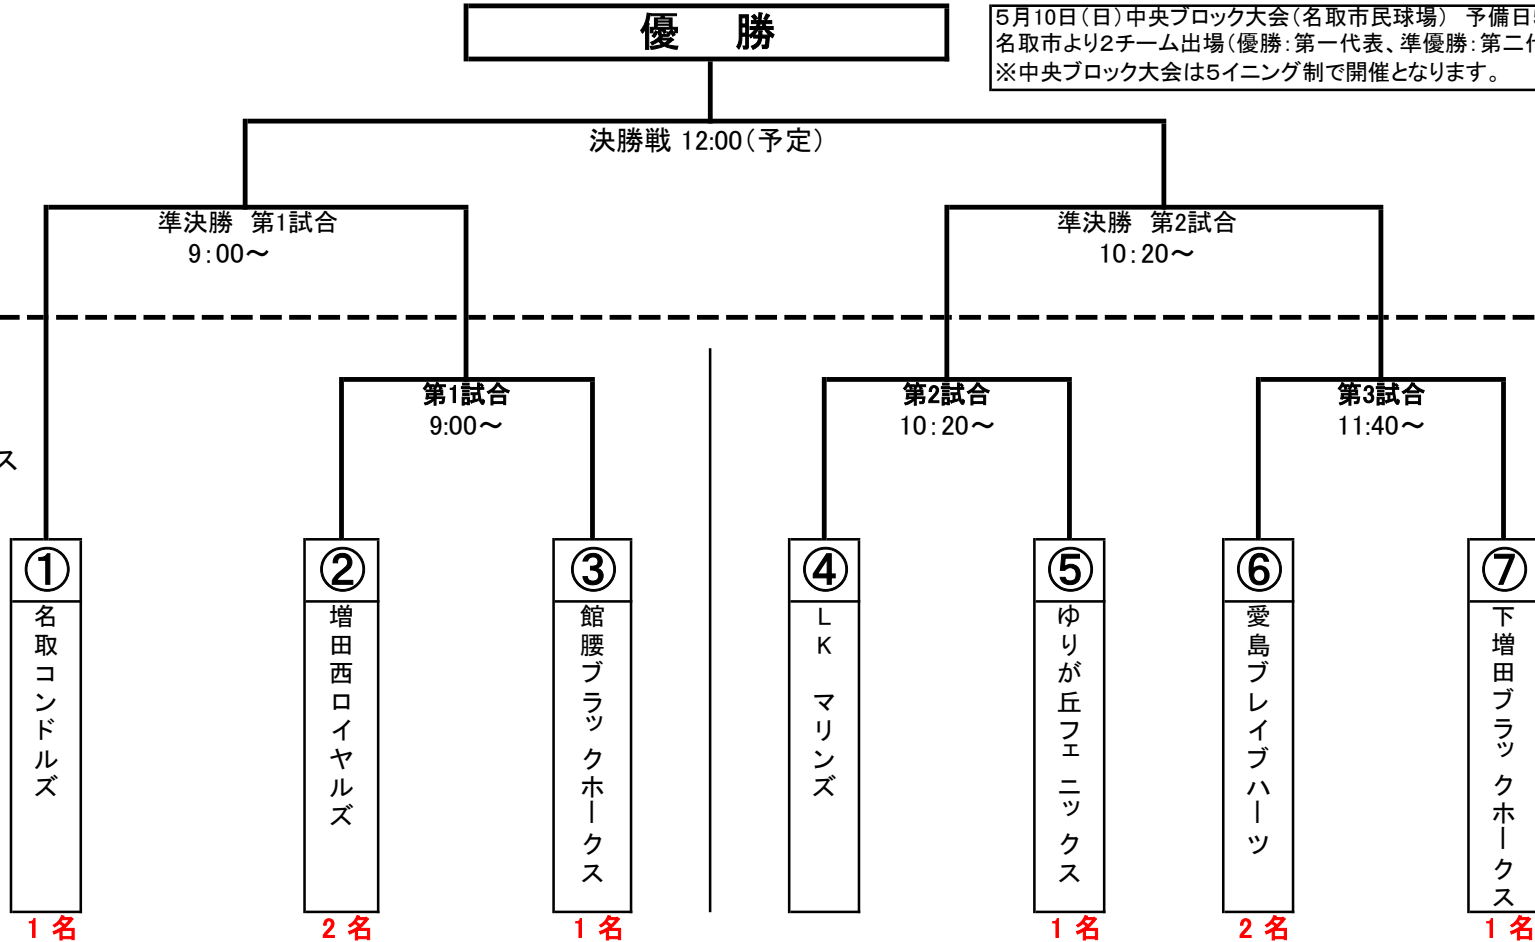 優　勝
5月10日(日)中央ブロック大会(名取市民球場)　予備日
名取市より2チーム出場(優勝:第一代表、準優勝:第二
※中央ブロック大会は5イニング制で開催となります。
決勝戦 12:00(予定)
準決勝　第1試合
9:00～
準決勝　第2試合
10:20～
第1試合
9:00～
第2試合
10:20～
第3試合
11:40～
ス
①
名取コンドルズ
1 名
②
増田西ロイヤルズ
2 名
③
館腰ブラックホークス
1 名
④
LK　マリンズ
⑤
ゆりが丘フェニックス
1 名
⑥
愛島ブレイブハーツ
2 名
⑦
下増田ブラックホークス
1 名